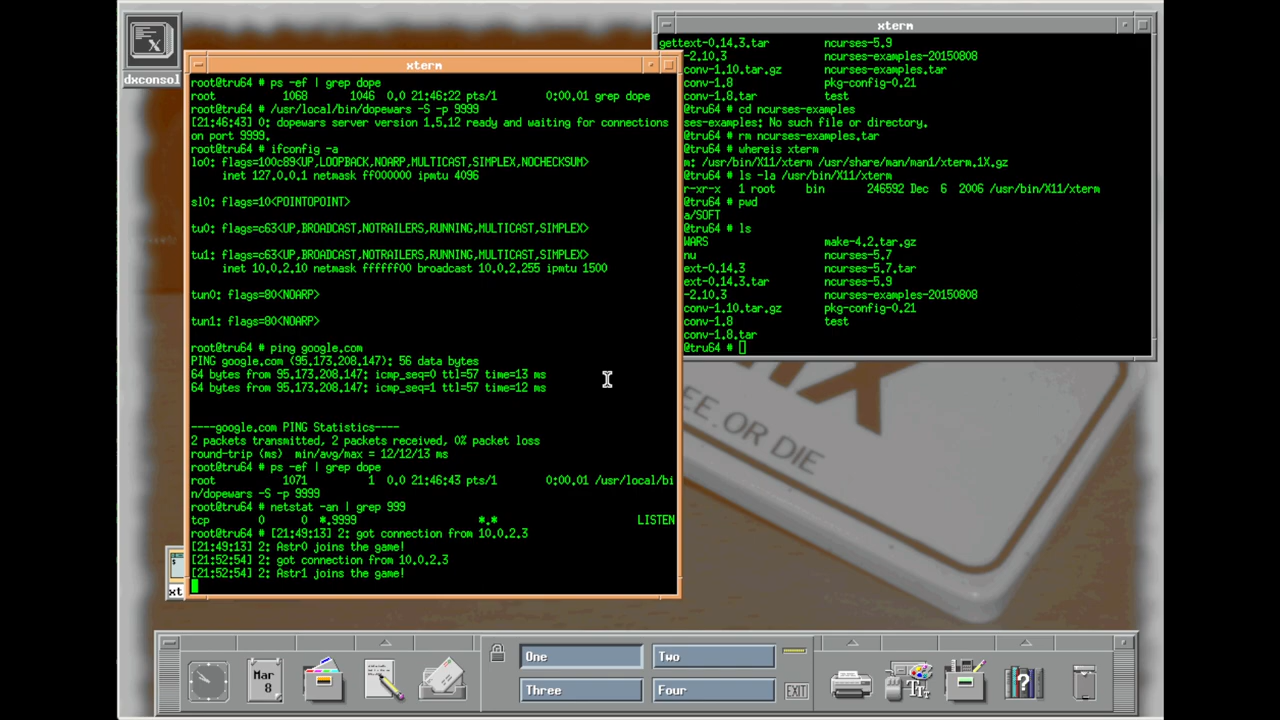 dxconsol
xterm
root@tru64 # ps -ef | grep dope
root 1068 1046 0.0 21:46:22 pts/1 0:00.01 grep dope
root@tru64 # /usr/local/bin/dopewars -S -p 9999
[21:46:43] 0: dopewars server version 1.5.12 ready and waiting for connections
on port 9999.
root@tru64 # ifconfig -a
lo0: flags=100c89<UP,LOOPBACK,NOARP,MULTICAST,SIMPLEX,NOCHECKSUM>
inet 127.0.0.1 netmask ff000000 ipmtu 4096
sl0: flags=10<POINTOPOINT>
tu0: flags=c63<UP,BROADCAST,NOTRAILERS,RUNNING,MULTICAST,SIMPLEX>
tu1: flags=c63<UP,BROADCAST,NOTRAILERS,RUNNING,MULTICAST,SIMPLEX>
inet 10.0.2.10 netmask ffffff00 broadcast 10.0.2.255 ipmtu 1500
tun0: flags=80<NOARP>
tun1: flags=80<NOARP>
root@tru64 # ping google.com
PING google.com (95.173.208.147): 56 data bytes
64 bytes from 95.173.208.147: icmp_seq=0 ttl=57 time=13 ms
64 bytes from 95.173.208.147: icmp_seq=1 ttl=57 time=12 ms
----google.com PING Statistics----
2 packets transmitted, 2 packets received, 0% packet loss
round-trip (ms) min/avg/max = 12/12/13 ms
root@tru64 # ps -ef | grep dope
root 1071 1 0.0 21:46:43 pts/1 0:00.01 /usr/local/bi
n/dopewars -S -p 9999
root@tru64 # netstat -an | grep 999
tcp 0 0 *.9999 *.* LISTEN
root@tru64 # [21:49:13] 2: got connection from 10.0.2.3
[21:49:13] 2: Astr0 joins the game!
[21:52:54] 2: got connection from 10.0.2.3
[21:52:54] 2: Astr1 joins the game!
xterm
gettext-0.14.3.tar ncurses-5.9
-2.10.3 ncurses-examples-20150808
conv-1.10.tar.gz ncurses-examples.tar
conv-1.8 pkg-config-0.21
conv-1.8.tar test
@tru64 # cd ncurses-examples
ses-examples: No such file or directory.
@tru64 # rm ncurses-examples.tar
@tru64 # whereis xterm
m: /usr/bin/X11/xterm /usr/share/man/man1/xterm.1X.gz
@tru64 # ls -la /usr/bin/X11/xterm
r-xr-x 1 root bin 246592 Dec 6 2006 /usr/bin/X11/xterm
@tru64 # pwd
a/SOFT
@tru64 # ls
WARS make-4.2.tar.gz
nu ncurses-5.7
ext-0.14.3 ncurses-5.7.tar
ext-0.14.3.tar ncurses-5.9
-2.10.3 ncurses-examples-20150808
conv-1.10.tar.gz pkg-config-0.21
conv-1.8 test
conv-1.8.tar
@tru64 #
EE OR DIE
xt
Mar
8
One
Two
Three
Four
EXIT